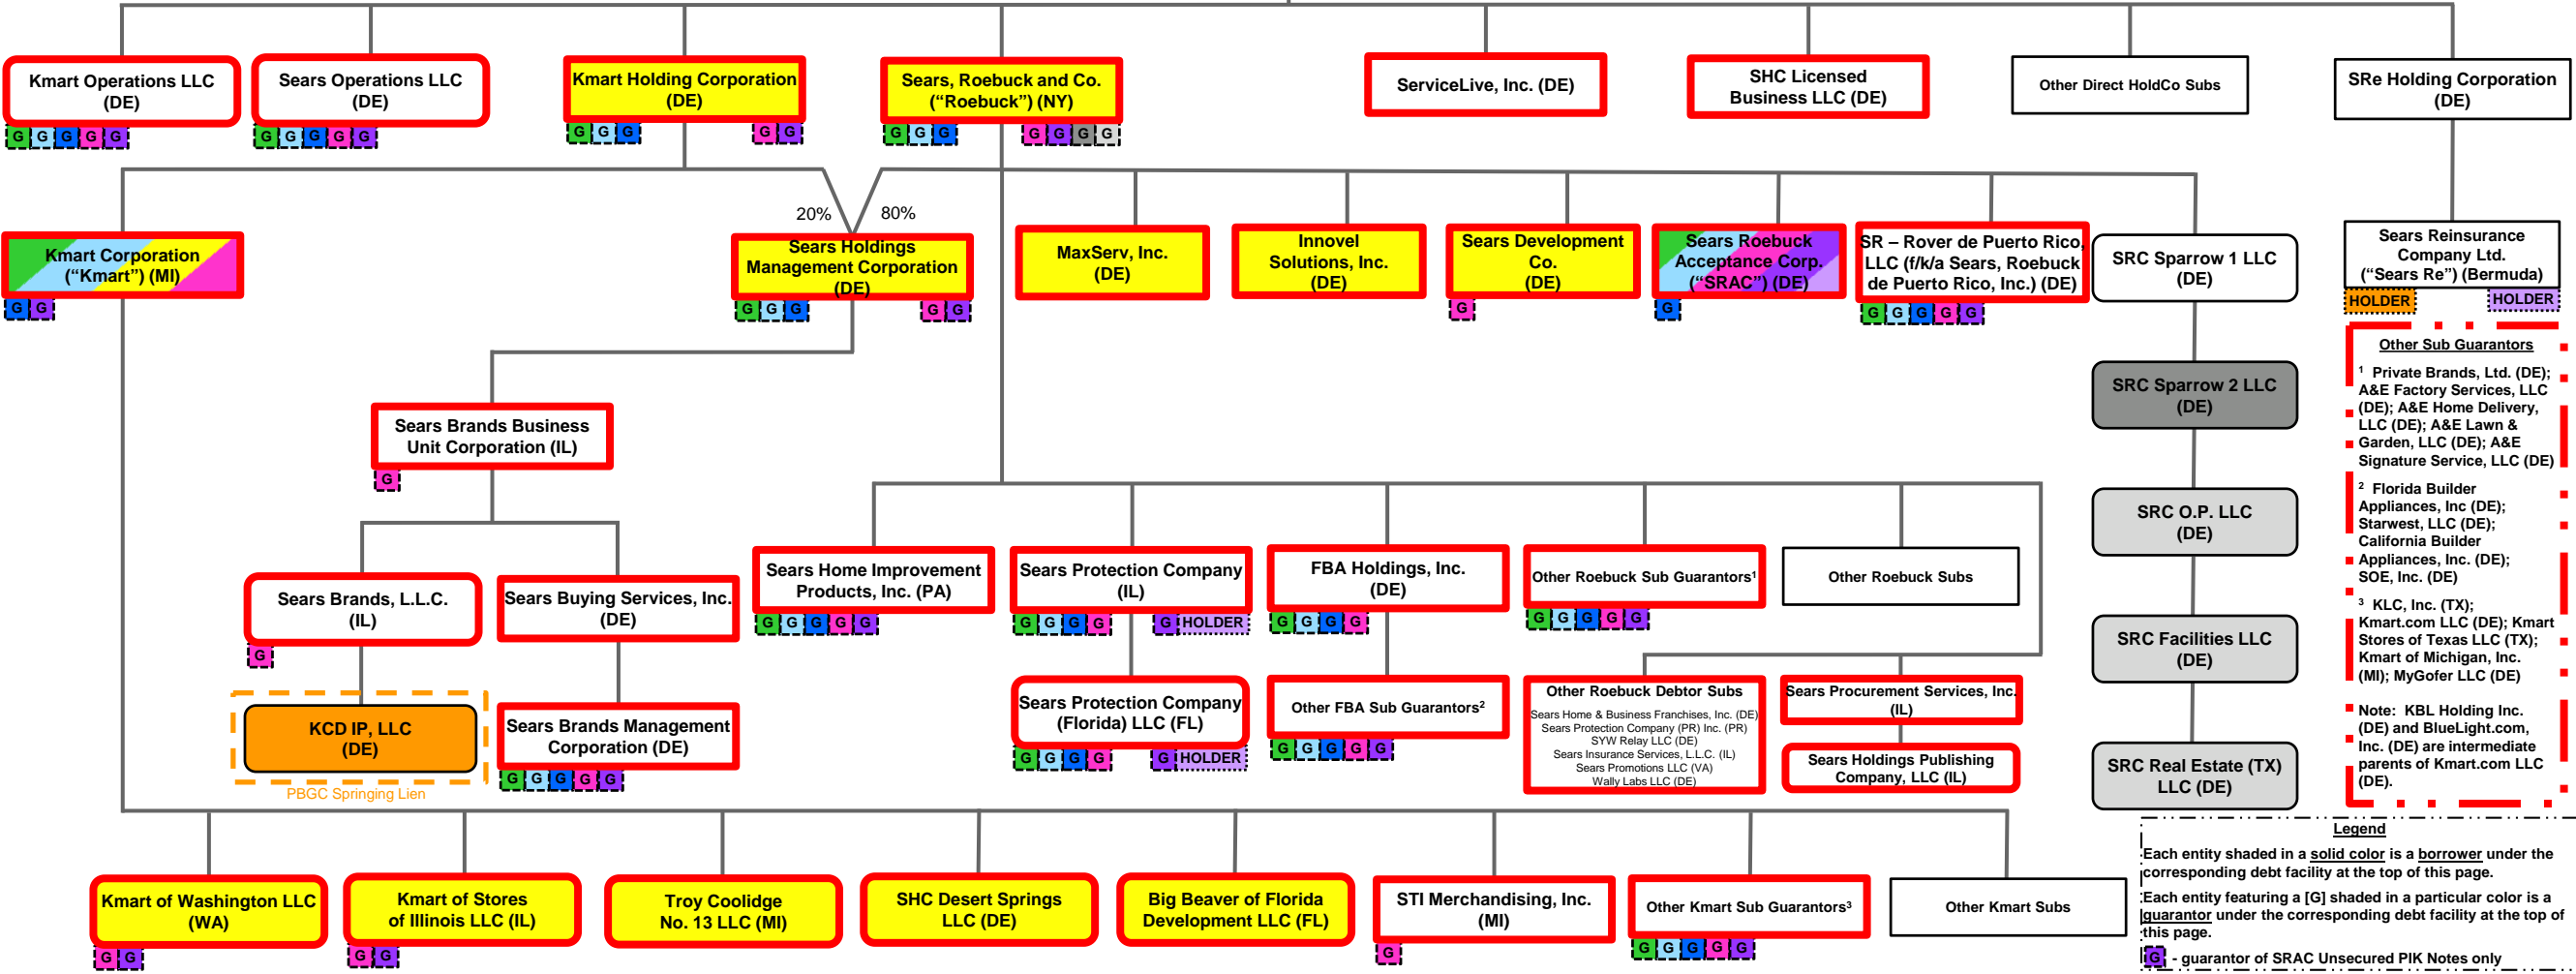 Kmart Operations LLC
(DE)
G G G G G
Sears Operations LLC
(DE)
G G G G G
Kmart Holding Corporation
(DE)
G G G G G
Sears, Roebuck and Co.
(“Roebuck”) (NY)
G G G G G G G
ServiceLive, Inc. (DE)
SHC Licensed
Business LLC (DE)
Other Direct HoldCo Subs
SRe Holding Corporation
(DE)
20%
80%
Kmart Corporation
(“Kmart”) (MI)
G G
Sears Holdings
Management Corporation
(DE)
G G G G G
MaxServ, Inc.
(DE)
Innovel
Solutions, Inc.
(DE)
Sears Development
Co.
(DE)
G
Sears Roebuck
Acceptance Corp.
(“SRAC”) (DE)
G
SR – Rover de Puerto Rico,
LLC (f/k/a Sears, Roebuck
de Puerto Rico, Inc.) (DE)
G G G G G
SRC Sparrow 1 LLC
(DE)
Sears Reinsurance
Company Ltd.
(“Sears Re”) (Bermuda)
HOLDER HOLDER
SRC Sparrow 2 LLC
(DE)
SRC O.P. LLC
(DE)
SRC Facilities LLC
(DE)
SRC Real Estate (TX)
LLC (DE)
Other Sub Guarantors
1 Private Brands, Ltd. (DE);
A&E Factory Services, LLC
(DE); A&E Home Delivery,
LLC (DE); A&E Lawn &
Garden, LLC (DE); A&E
Signature Service, LLC (DE)
2 Florida Builder
Appliances, Inc (DE);
Starwest, LLC (DE);
California Builder
Appliances, Inc. (DE);
SOE, Inc. (DE)
3 KLC, Inc. (TX);
Kmart.com LLC (DE); Kmart
Stores of Texas LLC (TX);
Kmart of Michigan, Inc.
(MI); MyGofer LLC (DE)
Note: KBL Holding Inc.
(DE) and BlueLight.com,
Inc. (DE) are intermediate
parents of Kmart.com LLC
(DE).
Sears Brands Business
Unit Corporation (IL)
G
Sears Brands, L.L.C.
(IL)
G
Sears Buying Services, Inc.
(DE)
Sears Home Improvement
Products, Inc. (PA)
G G G G G
Sears Protection Company
(IL)
G G G G G HOLDER
FBA Holdings, Inc.
(DE)
G G G G
Other Roebuck Sub Guarantors1
G G G G G
Other Roebuck Subs
KCD IP, LLC
(DE)
PBGC Springing Lien
Sears Brands Management
Corporation (DE)
G G G G G
Sears Protection Company
(Florida) LLC (FL)
G G G G G HOLDER
Other FBA Sub Guarantors2
G G G G G
Other Roebuck Debtor Subs
Sears Home & Business Franchises, Inc. (DE)
Sears Protection Company (PR) Inc. (PR)
SYW Relay LLC (DE)
Sears Insurance Services, L.L.C. (IL)
Sears Promotions LLC (VA)
Wally Labs LLC (DE)
Sears Procurement Services, Inc.
(IL)
Sears Holdings Publishing
Company, LLC (IL)
Kmart of Washington LLC
(WA)
G G
Kmart of Stores
of Illinois LLC (IL)
G G
Troy Coolidge
No. 13 LLC (MI)
SHC Desert Springs
LLC (DE)
Big Beaver of Florida
Development LLC (FL)
STI Merchandising, Inc.
(MI)
G
Other Kmart Sub Guarantors3
G G G G G
Other Kmart Subs
Legend
Each entity shaded in a solid color is a borrower under the
corresponding debt facility at the top of this page.
Each entity featuring a [G] shaded in a particular color is a
guarantor under the corresponding debt facility at the top of
this page.
G - guarantor of SRAC Unsecured PIK Notes only